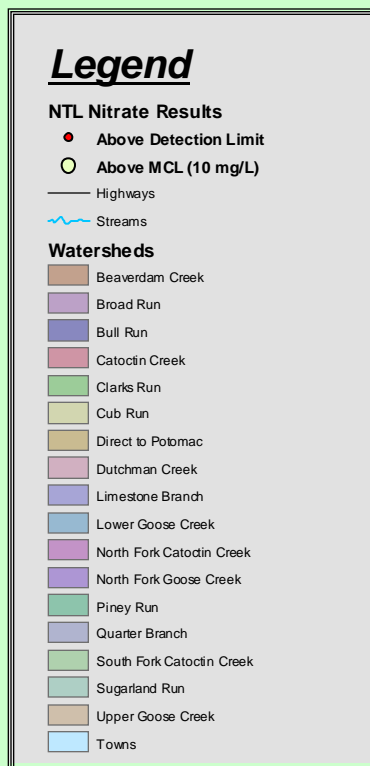 Legend
NTL Nitrate Results
Above Detection Limit
Above MCL (10 mg/L)
Highways
Streams
Watersheds
Beaverdam Creek
Broad Run
Bull Run
Catoctin Creek
Clarks Run
Cub Run
Direct to Potomac
Dutchman Creek
Limestone Branch
Lower Goose Creek
North Fork Catoctin Creek
North Fork Goose Creek
Piney Run
Quarter Branch
South Fork Catoctin Creek
Sugarland Run
Upper Goose Creek
Towns